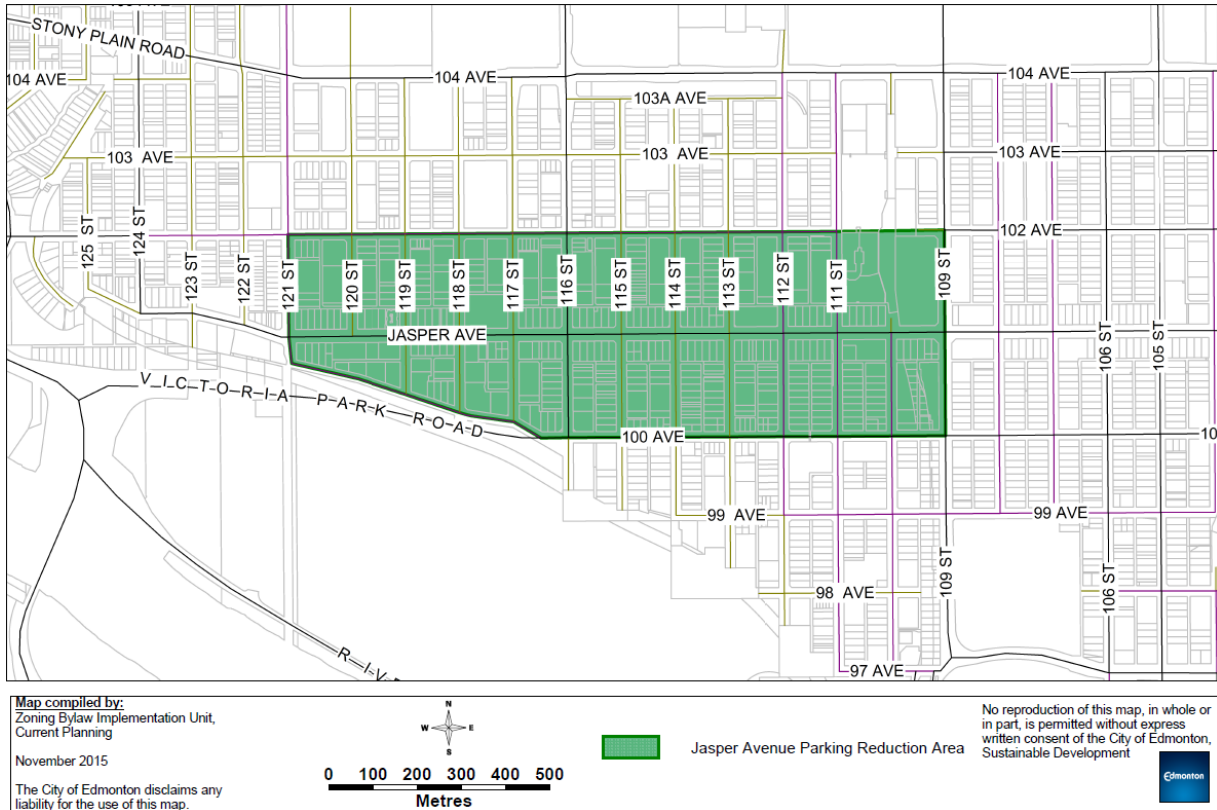 STONY PLAIN ROAD
104 AVE
104 AVE
104 AVE
103A AVE
103 AVE
103 AVE
103 AVE
102 AVE
125 ST
124 ST
123 ST
122 ST
121 ST
120 ST
119 ST
118 ST
117 ST
116 ST
115 ST
114 ST
113 ST
112 ST
111 ST
109 ST
106 ST
105 ST
JASPER AVE
VICTORIA PARK ROAD
100 AVE
10
99 AVE
99 AVE
109 ST
106 ST
98 AVE
97 AVE
RIV
Map compiled by:
Zoning Bylaw Implementation Unit,
Current Planning
November 2015
The City of Edmonton disclaims any
liability for the use of this map.
N
W E
S
0 100 200 300 400 500
Metres
Jasper Avenue Parking Reduction Area
No reproduction of this map, in whole or
in part, is permitted without express
written consent of the City of Edmonton,
Sustainable Development
Edmonton